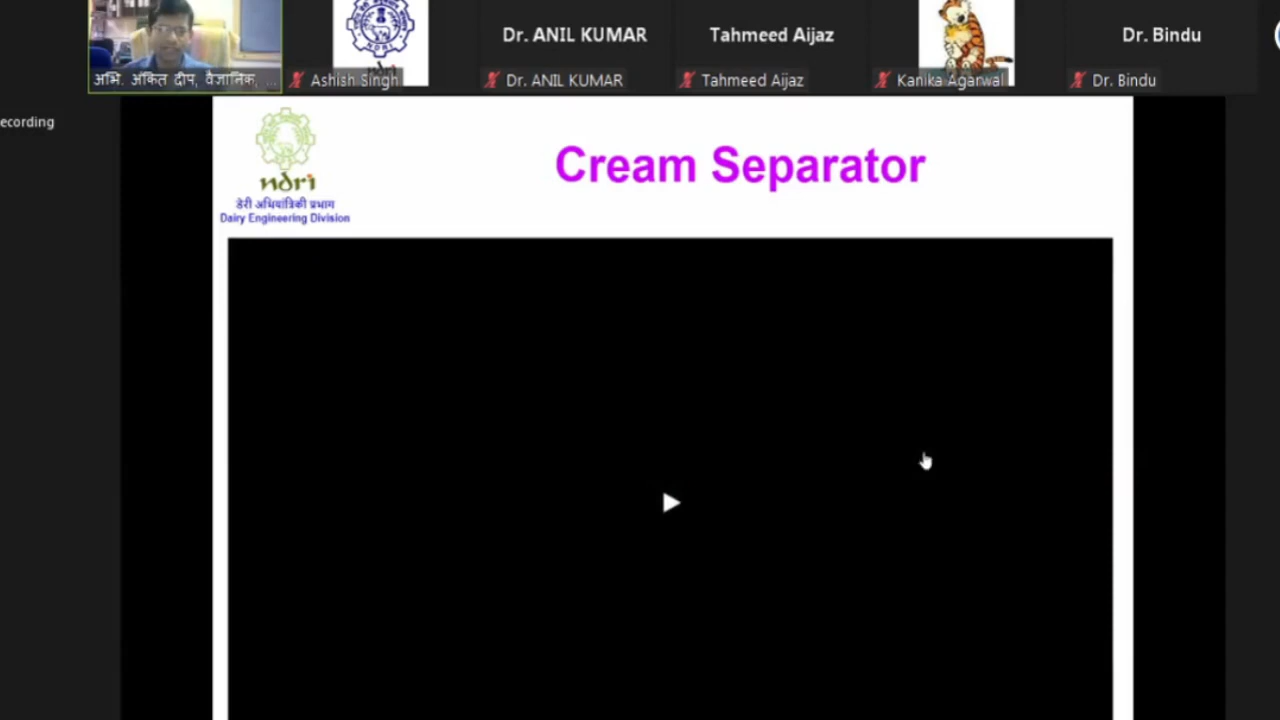 Dr. ANIL KUMAR
Tahmeed Aijaz
Dr. Bindu
अभि. अंकित दीप, वैज्ञानिक, ...
Ashish Singh
Dr. ANIL KUMAR
Tahmeed Aijaz
Kanika Agarwal
Dr. Bindu
ecording
Cream Separator
ndri
डेरी अभियांत्रिकी प्रभाग
Dairy Engineering Division